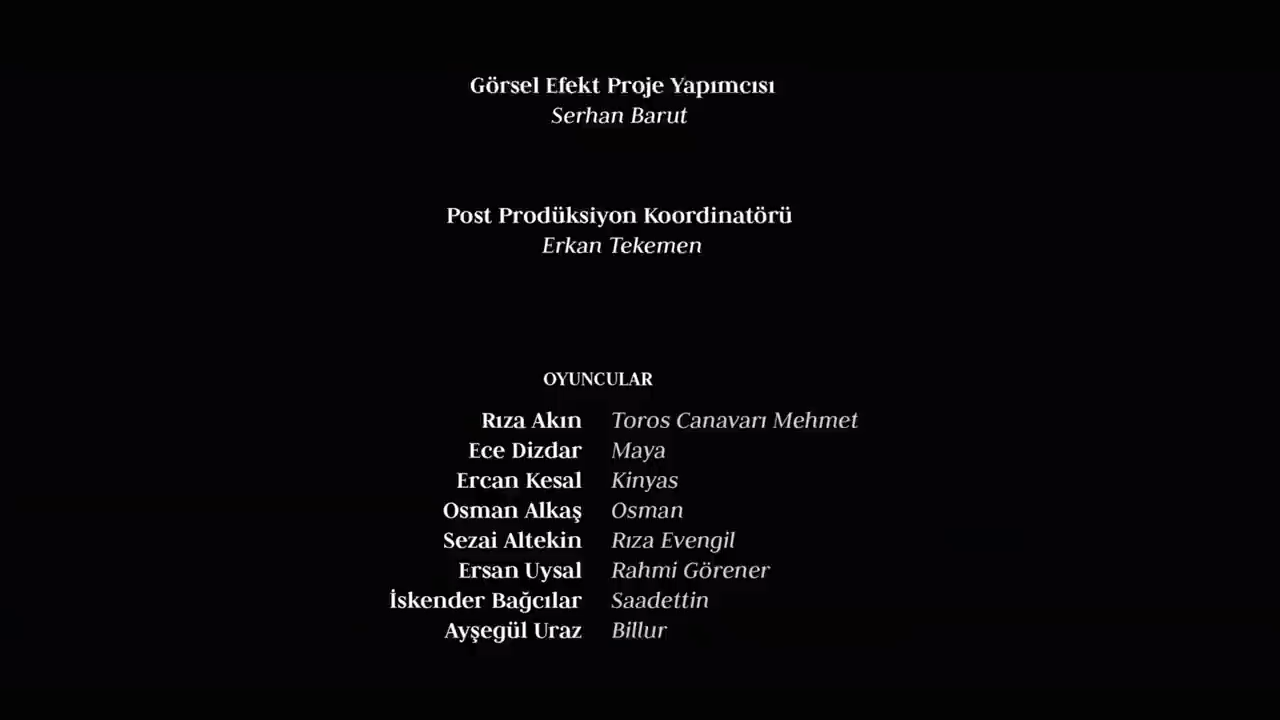 Görsel Efekt Proje Yapımcısı
Serhan Barut
Post Prodüksiyon Koordinatörü
Erkan Tekemen
OYUNCULAR
Rıza Akın Toros Canavarı Mehmet
Ece Dizdar Maya
Ercan Kesal Kinyas
Osman Alkaş Osman
Sezai Altekin Rıza Evengil
Ersan Uysal Rahmi Görener
İskender Bağcılar Saadettin
Ayşegül Uraz Billur